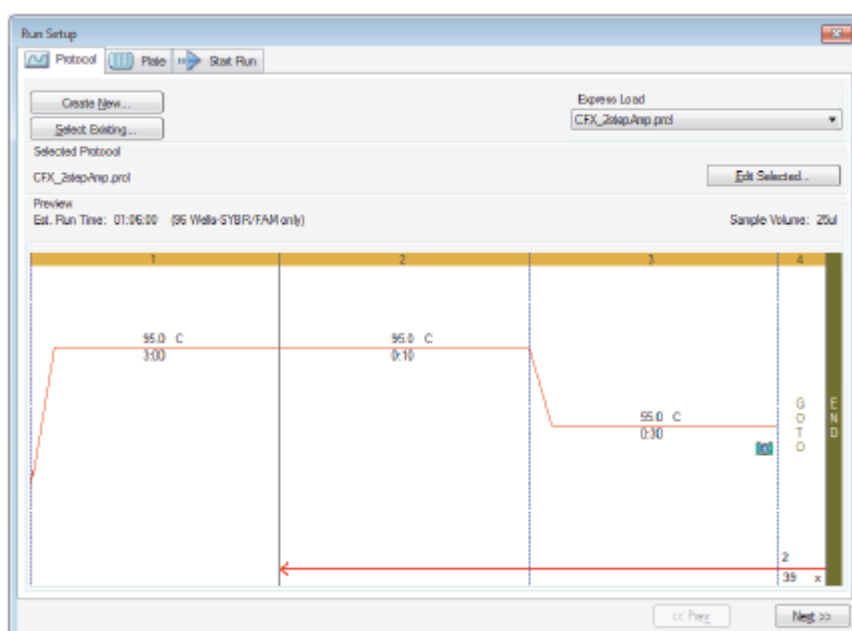 Run Setup
Protocol Plate Start Run
Create New...
Express Load
CFX_2stepAmp.prcl
Select Existing...
Selected Protocol
CFX_2stepAmp.prcl
Edit Selected...
Preview
Est. Run Time: 01:06:00 (96 Wells-SYBR/FAM only) Sample Volume: 25ul
1 2 3 4
95.0 C 95.0 C
3:00 0:10
55.0 C
0:30
GOTO
END
2
39 x
<< Prev Next >>